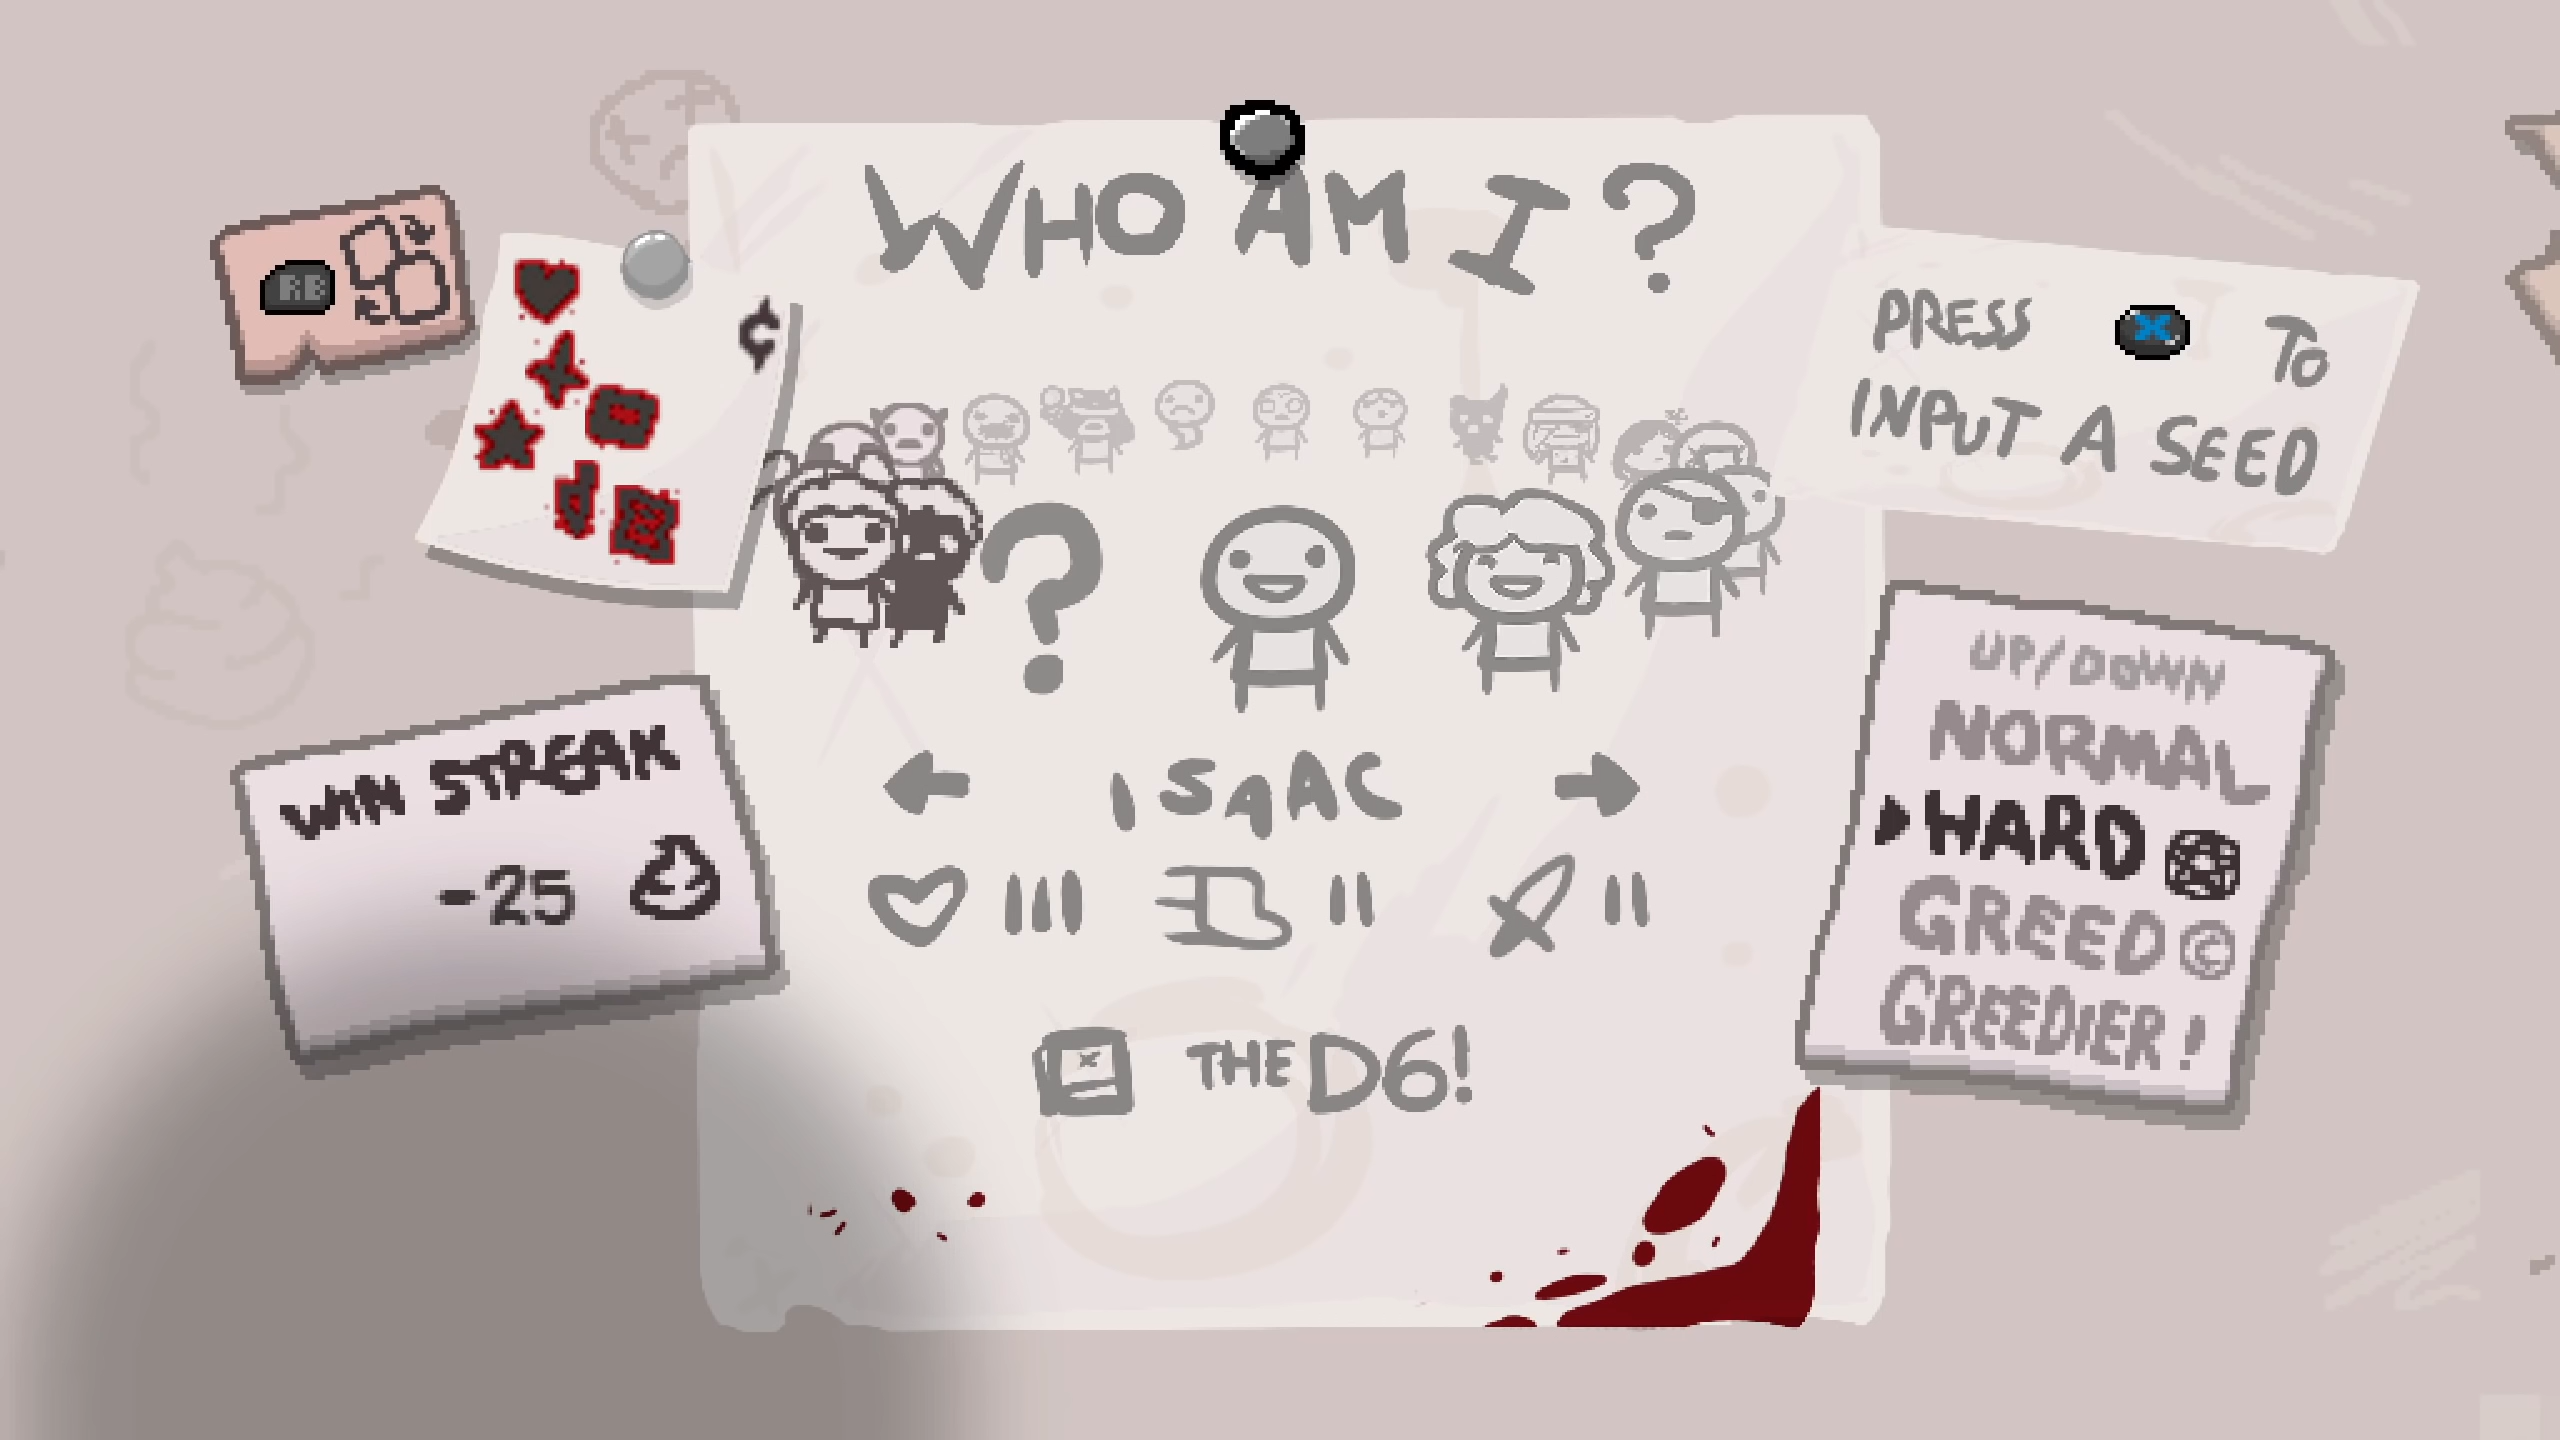 WHO AM I?
RB
¢
PRESS X TO
INPUT A SEED
?
UP/DOWN
NORMAL
HARD
GREED ©
GREEDIER!
WIN STREAK
-25
ISAAC
THE D6!